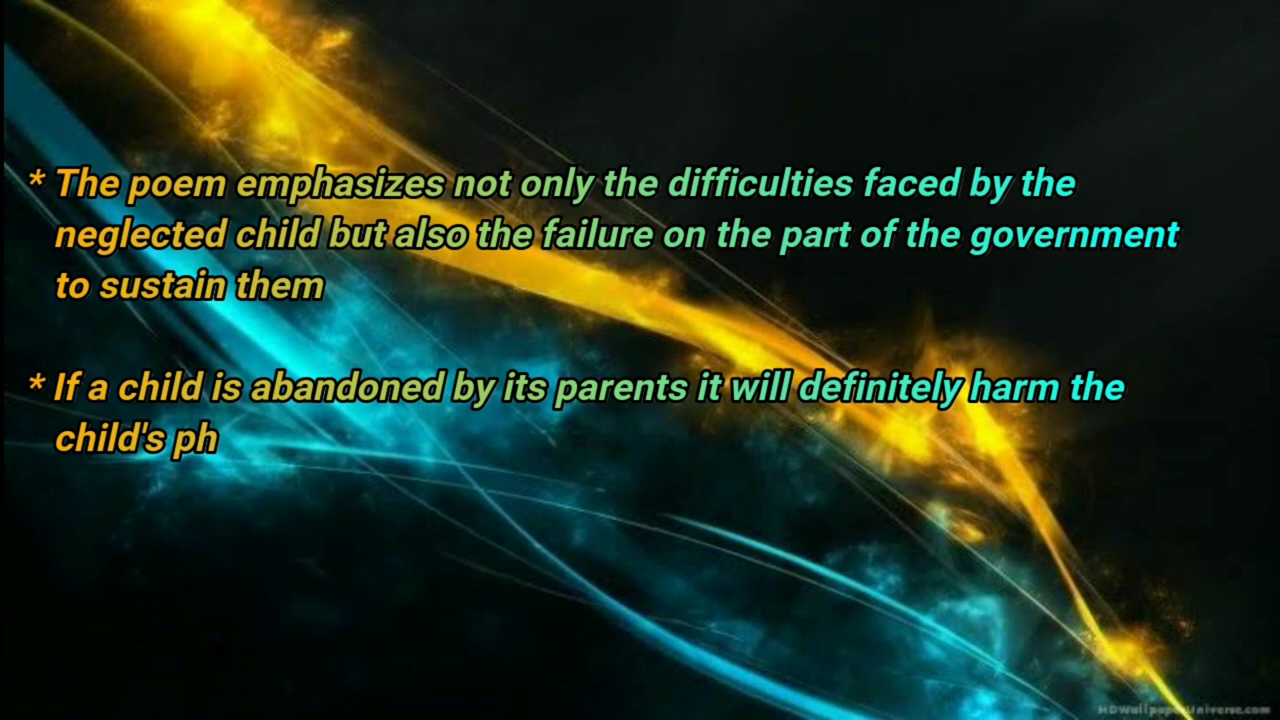 * The poem emphasizes not only the difficulties faced by the
neglected child but also the failure on the part of the government
to sustain them
* If a child is abandoned by its parents it will definitely harm the
child's ph
HDWallpaperUniverse.com